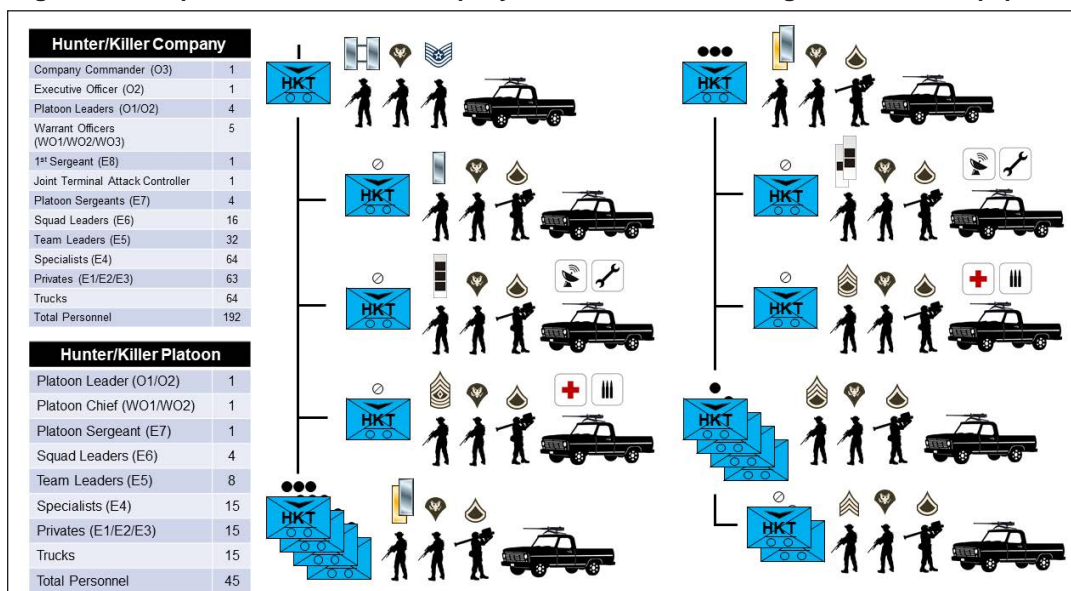 Hunter/Killer Company
Company Commander (O3) 1
Executive Officer (O2) 1
Platoon Leaders (O1/O2) 4
Warrant Officers 5
(WO1/WO2/WO3)
1st Sergeant (E8) 1
Joint Terminal Attack Controller 1
Platoon Sergeants (E7) 4
Squad Leaders (E6) 16
Team Leaders (E5) 32
Specialists (E4) 64
Privates (E1/E2/E3) 63
Trucks 64
Total Personnel 192
Hunter/Killer Platoon
Platoon Leader (O1/O2) 1
Platoon Chief (WO1/WO2) 1
Platoon Sergeant (E7) 1
Squad Leaders (E6) 4
Team Leaders (E5) 8
Specialists (E4) 15
Privates (E1/E2/E3) 15
Trucks 15
Total Personnel 45
HKT
HKT
HKT
HKT
HKT
HKT
HKT
HKT
HKT
HKT